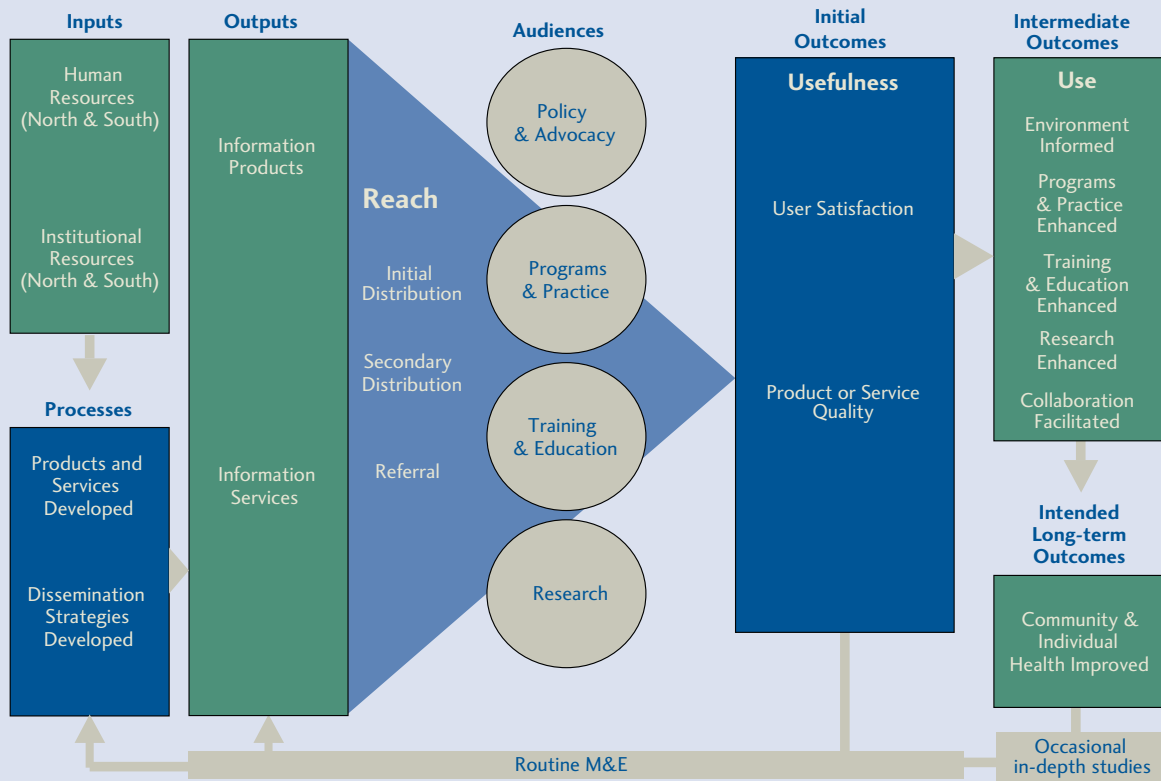 Inputs
Human
Resources
(North & South)
Institutional
Resources
(North & South)
Processes
Products and
Services
Developed
Dissemination
Strategies
Developed
Outputs
Information
Products
Information
Services
Reach
Initial
Distribution
Secondary
Distribution
Referral
Audiences
Policy
& Advocacy
Programs
& Practice
Training
& Education
Research
Initial
Outcomes
Usefulness
User Satisfaction
Product or Service
Quality
Intermediate
Outcomes
Use
Environment
Informed
Programs
& Practice
Enhanced
Training
& Education
Enhanced
Research
Enhanced
Collaboration
Facilitated
Intended
Long-term
Outcomes
Community &
Individual
Health Improved
Routine M&E
Occasional
in-depth studies